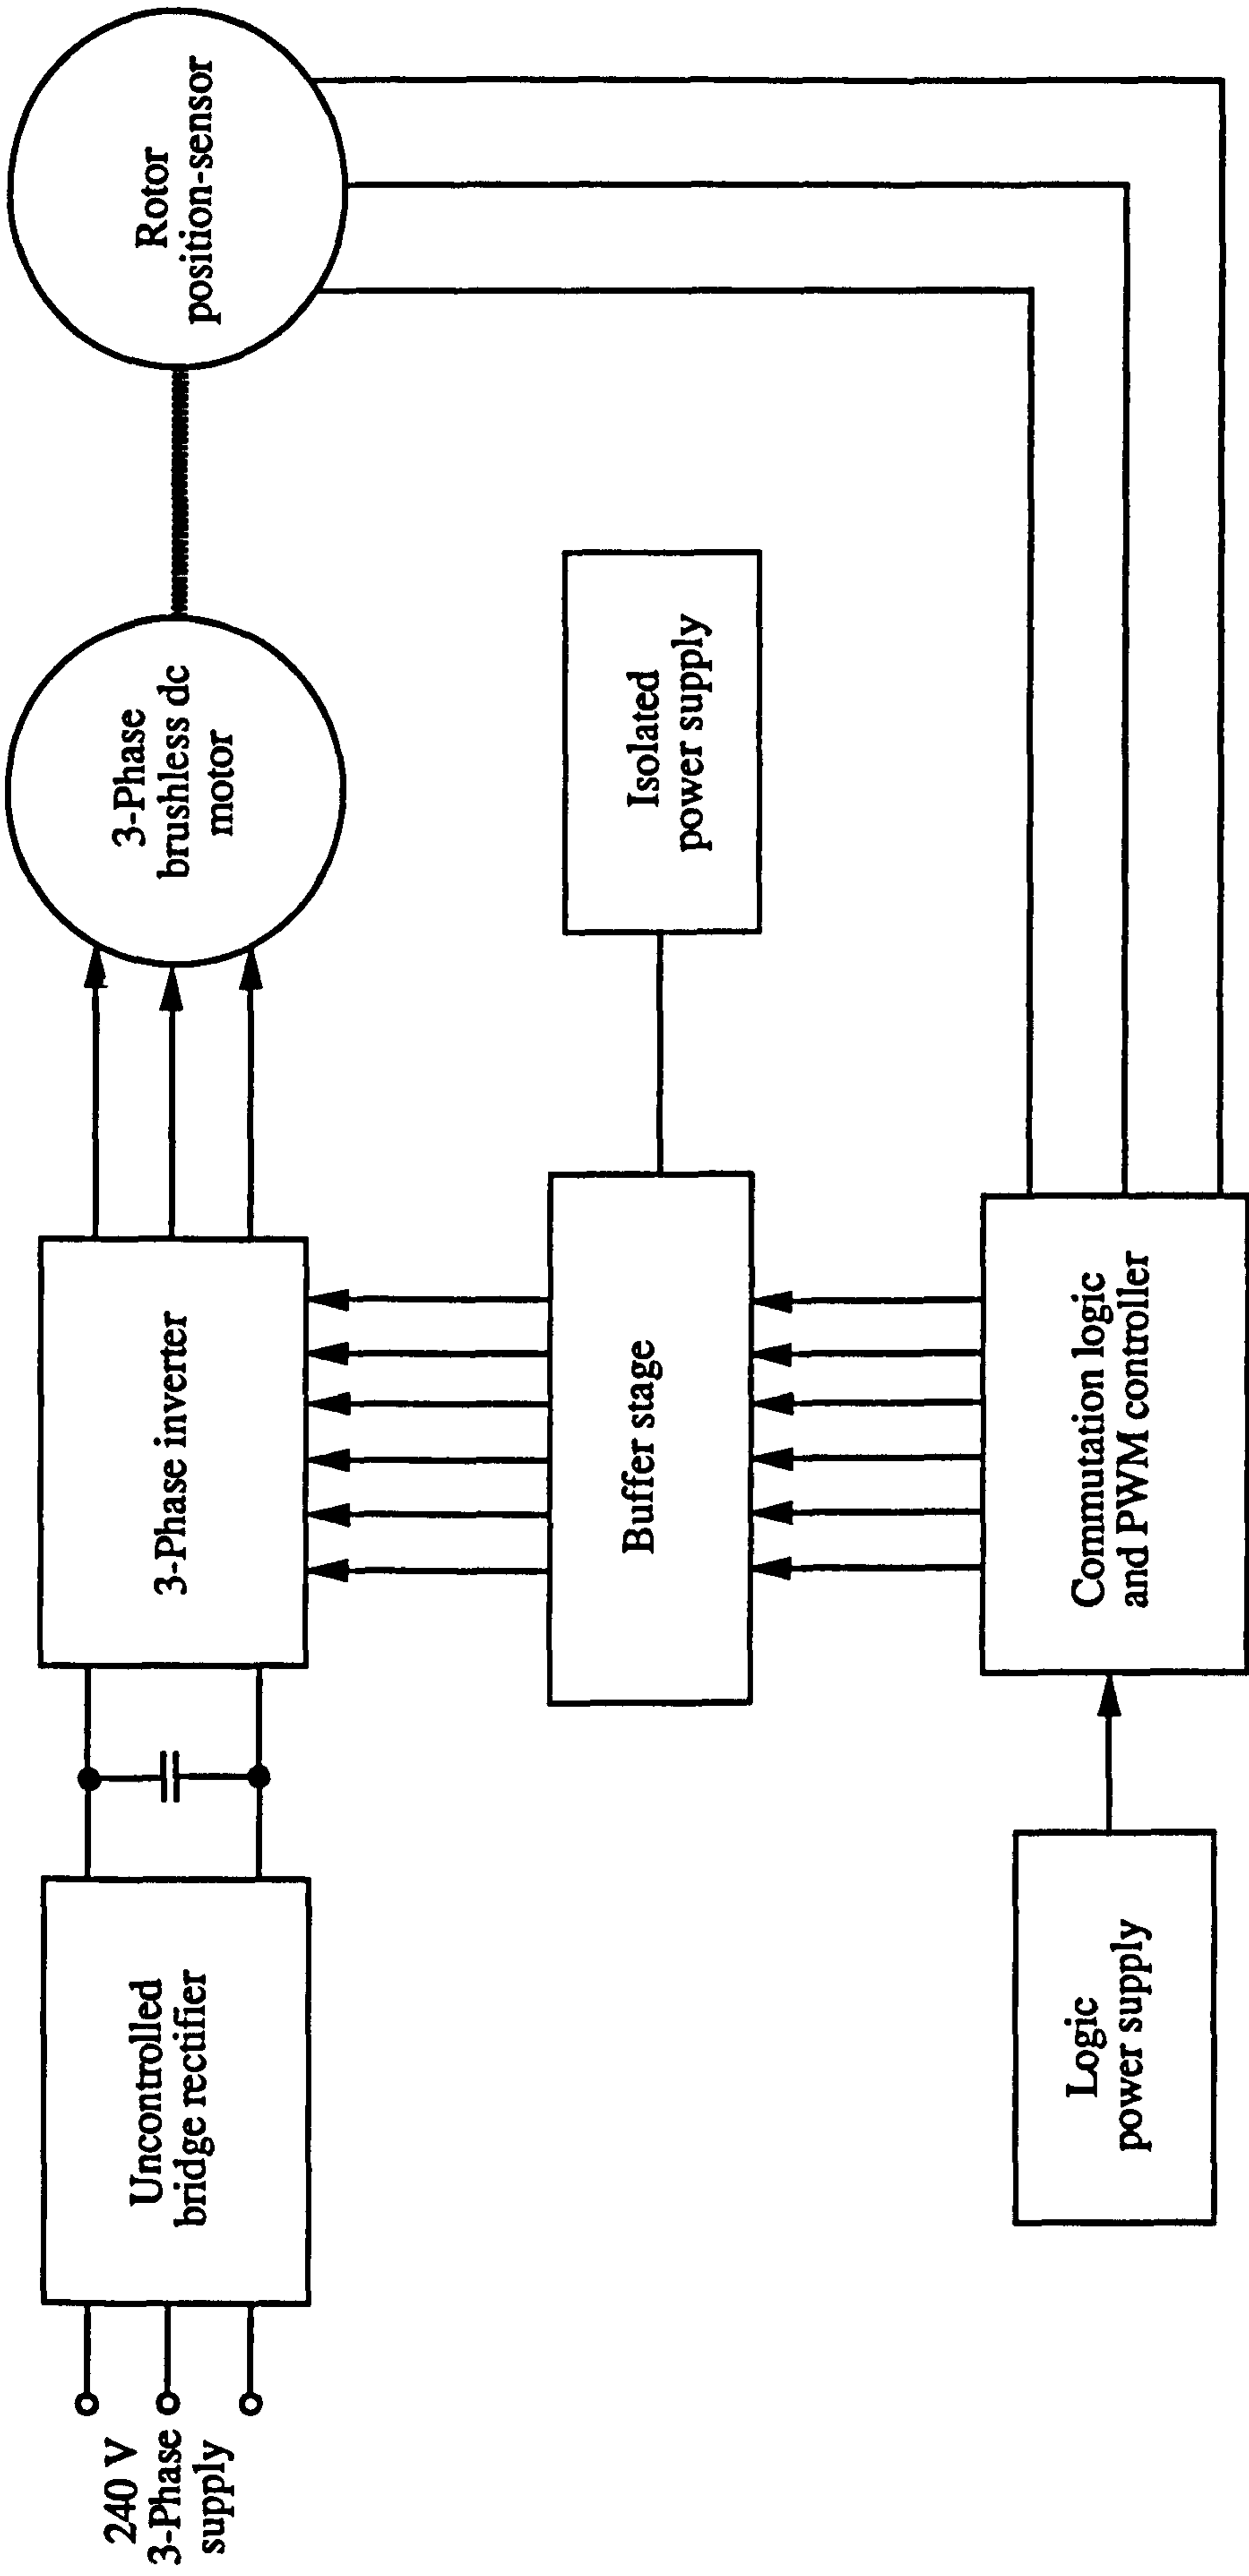 240 V
3-Phase
supply
Uncontrolled
bridge rectifier
3-Phase inverter
3-Phase
brushless dc
motor
Rotor
position-sensor
Buffer stage
Isolated
power supply
Logic
power supply
Commutation logic
and PWM controller